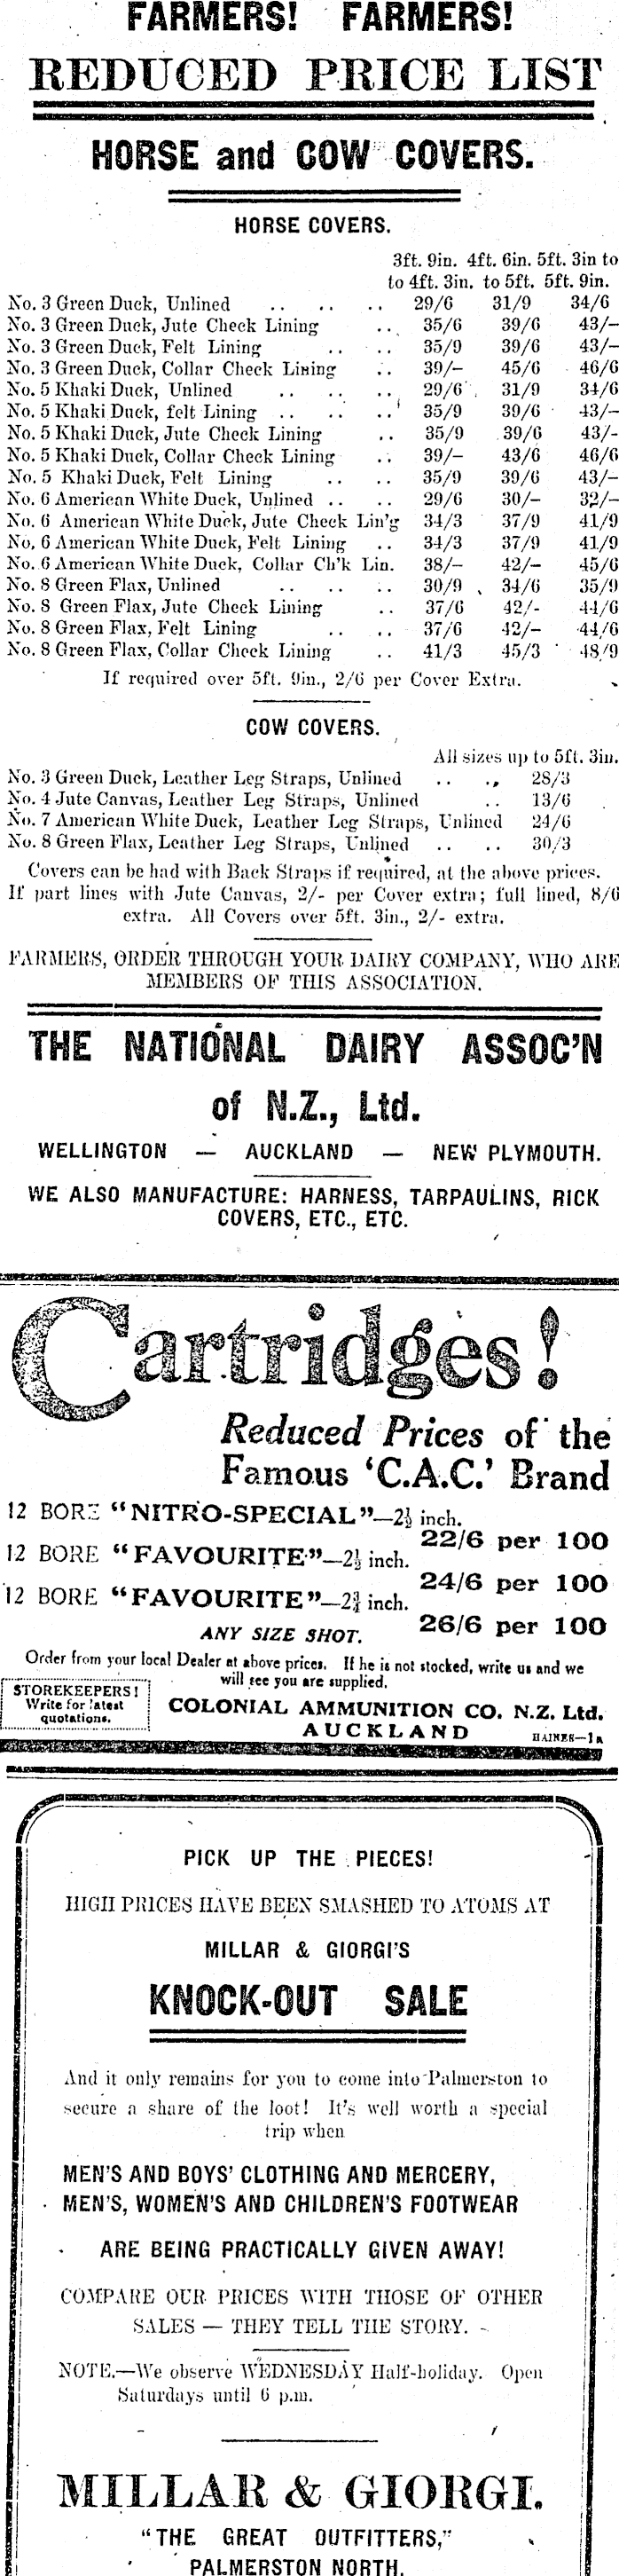 FARMERS! FARMERS!
REDUCED PRICE LIST
HORSE and COW COVERS.
HORSE COVERS.
3ft. 9in. 4ft. 6in. 5ft. 3in to
to 4ft. 3in. to 5ft. 5ft. 9in.
No. 3 Green Duck, Unlined .. .. .. 29/6 31/9 34/6
No. 3 Green Duck, Jute Check Lining .. 35/6 39/6 43/–
No. 3 Green Duck, Felt Lining .. .. 35/9 39/6 43/–
No. 3 Green Duck, Collar Check Lining .. 39/– 45/6 46/6
No. 5 Khaki Duck, Unlined .. .. .. 29/6 31/9 34/6
No. 5 Khaki Duck, felt Lining .. .. .. 35/9 39/6 43/–
No. 5 Khaki Duck, Jute Check Lining .. 35/9 39/6 43/-
No. 5 Khaki Duck, Collar Check Lining .. 39/– 43/6 46/6
No. 5 Khaki Duck, Felt Lining .. .. 35/9 39/6 43/–
No. 6 American White Duck, Unlined .. .. 29/6 30/– 32/–
No. 6 American White Duck, Jute Check Lin'g 34/3 37/9 41/9
No, 6 American White Duck, Felt Lining .. 34/3 37/9 41/9
No. 6 American White Duck, Collar Ch'k Lin. 38/– 42/– 45/6
No. 8 Green Flax, Unlined .. .. .. 30/9 34/6 35/9
No. 8 Green Flax, Jute Check Lining .. 37/6 42/- 44/6
No. 8 Green Flax, Felt Lining .. .. 37/6 42/– 44/6
No. 8 Green Flax, Collar Check Lining .. 41/3 45/3 48/9
If required over 5ft. 9in., 2/6 per Cover Extra.
COW COVERS.
All sizes up to 5ft. 3in.
No. 3 Green Duck, Leather Leg Straps, Unlined .. .. 28/3
No. 4 Jute Canvas, Leather Leg Straps, Unlined .. 13/6
No. 7 American White Duck, Leather Leg Straps, Unlined 24/6
No. 8 Green Flax, Leather Leg Straps, Unlined .. .. 30/3
Covers can be had with Back Straps if required, at the above prices.
If part lines with Jute Canvas, 2/- per Cover extra; full lined, 8/6
extra. All Covers over 5ft. 3in., 2/- extra.
FARMERS, ORDER THROUGH YOUR DAIRY COMPANY, WHO ARE
MEMBERS OF THIS ASSOCIATION.
THE NATIONAL DAIRY ASSOC'N
of N.Z., Ltd.
WELLINGTON — AUCKLAND — NEW PLYMOUTH.
WE ALSO MANUFACTURE: HARNESS, TARPAULINS, RICK
COVERS, ETC., ETC.
Cartridges!
Reduced Prices of the
Famous 'C.A.C.' Brand
12 BORE "NITRO-SPECIAL"—2½ inch.
22/6 per 100
12 BORE "FAVOURITE"—2½ inch.
24/6 per 100
12 BORE "FAVOURITE"—2¾ inch.
26/6 per 100
ANY SIZE SHOT.
Order from your local Dealer at above prices. If he is not stocked, write us and we
will see you are supplied.
STOREKEEPERS!
Write for latest
quotations.
COLONIAL AMMUNITION CO. N.Z. Ltd.
AUCKLAND
HAINES—1A
PICK UP THE PIECES!
HIGH PRICES HAVE BEEN SMASHED TO ATOMS AT
MILLAR & GIORGI'S
KNOCK-OUT SALE
And it only remains for you to come into Palmerston to
secure a share of the loot! It's well worth a special
trip when
MEN'S AND BOYS' CLOTHING AND MERCERY,
MEN'S, WOMEN'S AND CHILDREN'S FOOTWEAR
ARE BEING PRACTICALLY GIVEN AWAY!
COMPARE OUR PRICES WITH THOSE OF OTHER
SALES — THEY TELL THE STORY.
NOTE.—We observe WEDNESDAY Half-holiday. Open
Saturdays until 6 p.m.
MILLAR & GIORGI.
"THE GREAT OUTFITTERS,"
PALMERSTON NORTH.